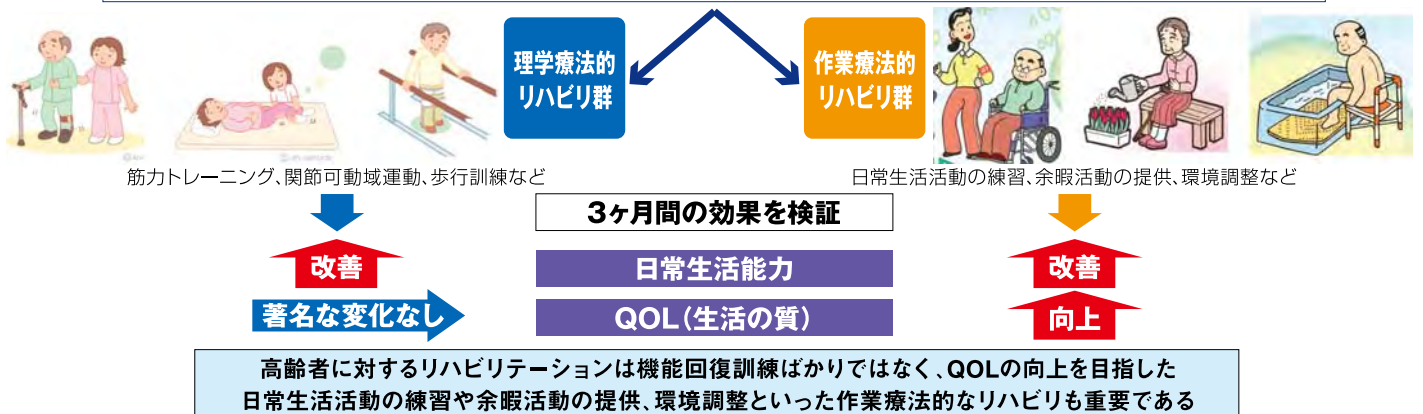 理学療法的
リハビリ群
作業療法的
リハビリ群
筋力トレーニング、関節可動域運動、歩行訓練など
日常生活活動の練習、余暇活動の提供、環境調整など
3ヶ月間の効果を検証
改善
日常生活能力
改善
著名な変化なし
QOL(生活の質)
向上
高齢者に対するリハビリテーションは機能回復訓練ばかりではなく、QOLの向上を目指した
日常生活活動の練習や余暇活動の提供、環境調整といった作業療法的なリハビリも重要である